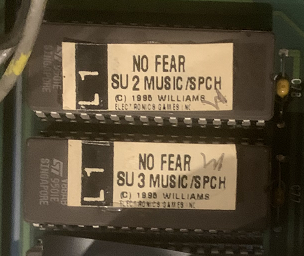 L1
NO FEAR
SU 2 MUSIC/SPCH
(C) 1995 WILLIAMS
ELECTRONICS GAMES INC
L1
NO FEAR
SU 3 MUSIC/SPCH
(C) 1995 WILLIAMS
ELECTRONICS GAMES INC
SINGAPORE